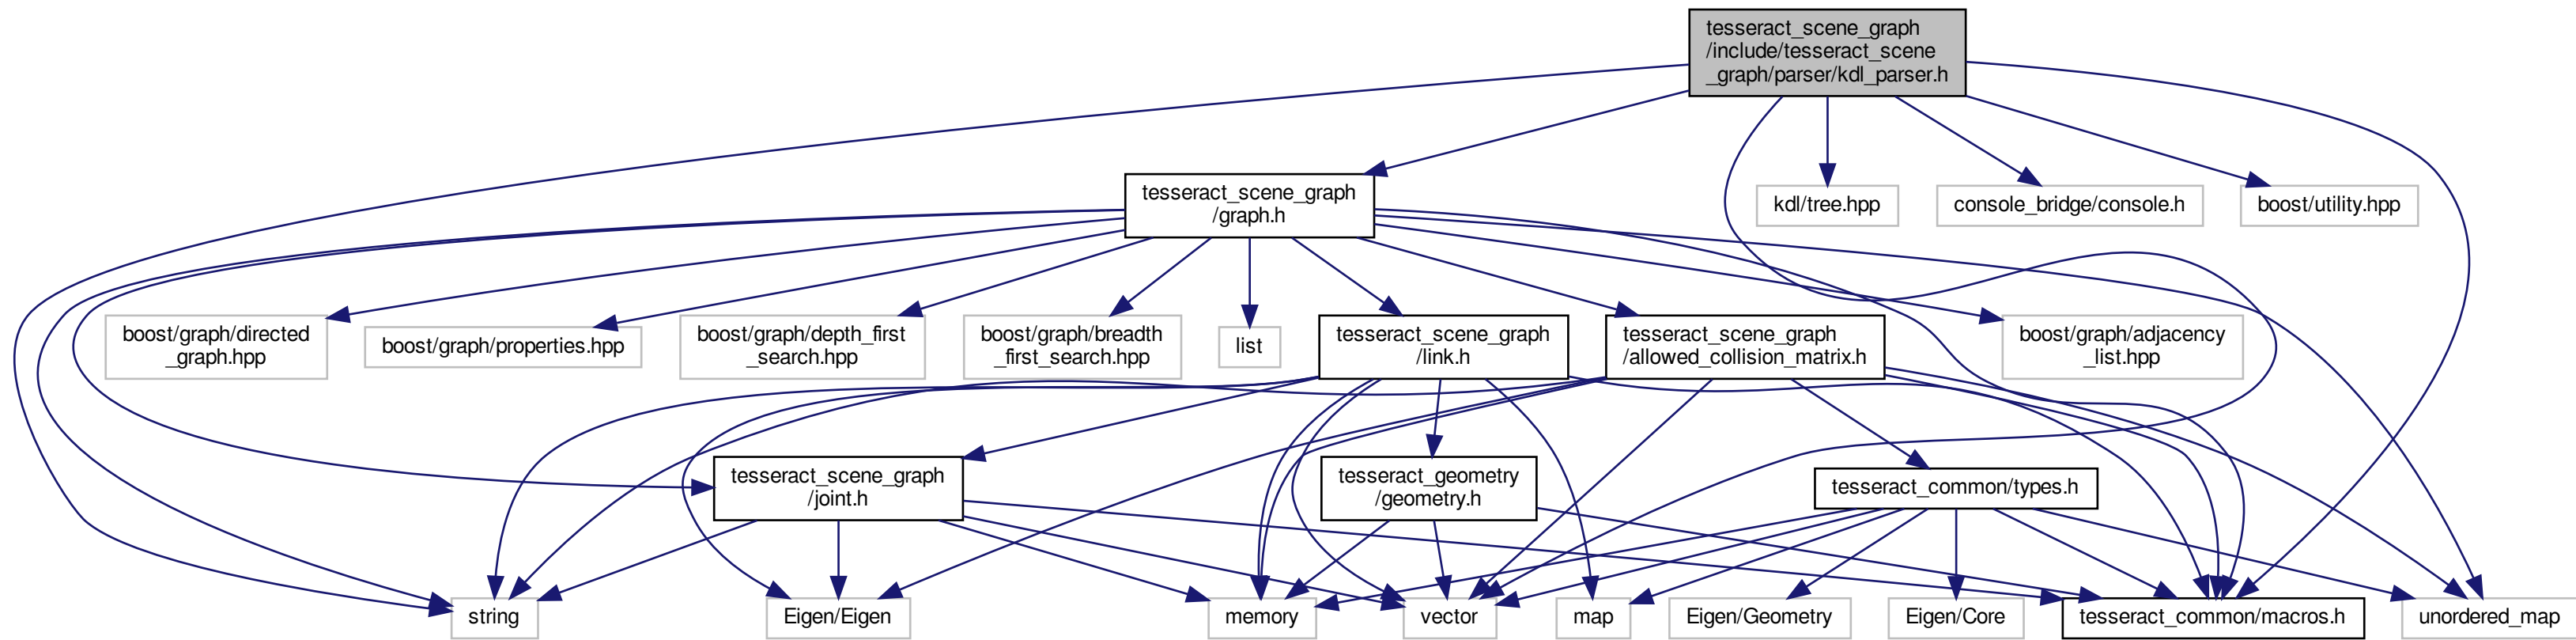 tesseract_scene_graph
/include/tesseract_scene
_graph/parser/kdl_parser.h
tesseract_scene_graph
/graph.h
kdl/tree.hpp
console_bridge/console.h
boost/utility.hpp
boost/graph/directed
_graph.hpp
boost/graph/properties.hpp
boost/graph/depth_first
_search.hpp
boost/graph/breadth
_first_search.hpp
list
tesseract_scene_graph
/link.h
tesseract_scene_graph
/allowed_collision_matrix.h
boost/graph/adjacency
_list.hpp
tesseract_scene_graph
/joint.h
tesseract_geometry
/geometry.h
tesseract_common/types.h
string
Eigen/Eigen
memory
vector
map
Eigen/Geometry
Eigen/Core
tesseract_common/macros.h
unordered_map